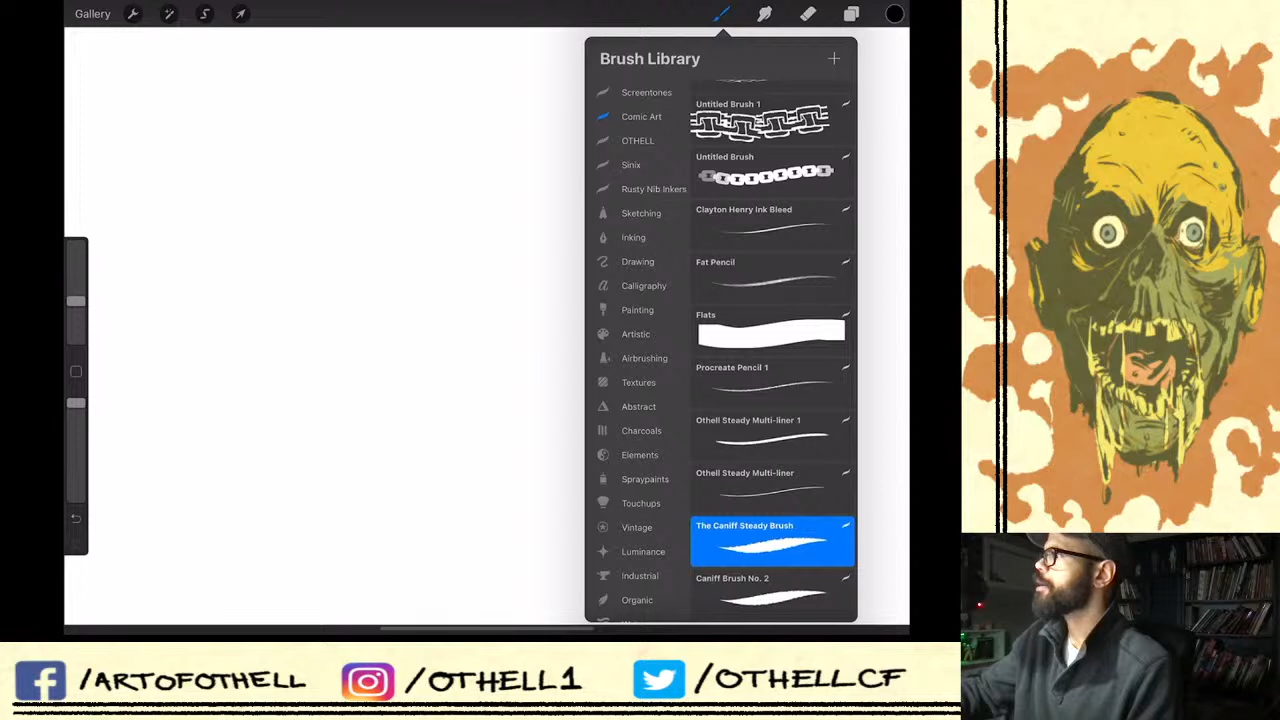 Gallery
Brush Library
Screentones
Comic Art
OTHELL
Sinix
Rusty Nib Inkers
Sketching
Inking
Drawing
Calligraphy
Painting
Artistic
Airbrushing
Textures
Abstract
Charcoals
Elements
Spraypaints
Touchups
Vintage
Luminance
Industrial
Organic
Untitled Brush 1
Untitled Brush
Clayton Henry Ink Bleed
Fat Pencil
Flats
Procreate Pencil 1
Othell Steady Multi-liner 1
Othell Steady Multi-liner
The Caniff Steady Brush
Caniff Brush No. 2
/ARTOFOTHELL /OTHELL1 /OTHELL_CF